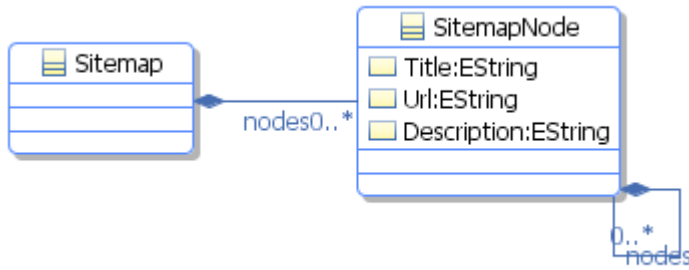 Sitemap
SitemapNode
Title:EString
Url:EString
Description:EString
nodes0..*
0..*
nodes